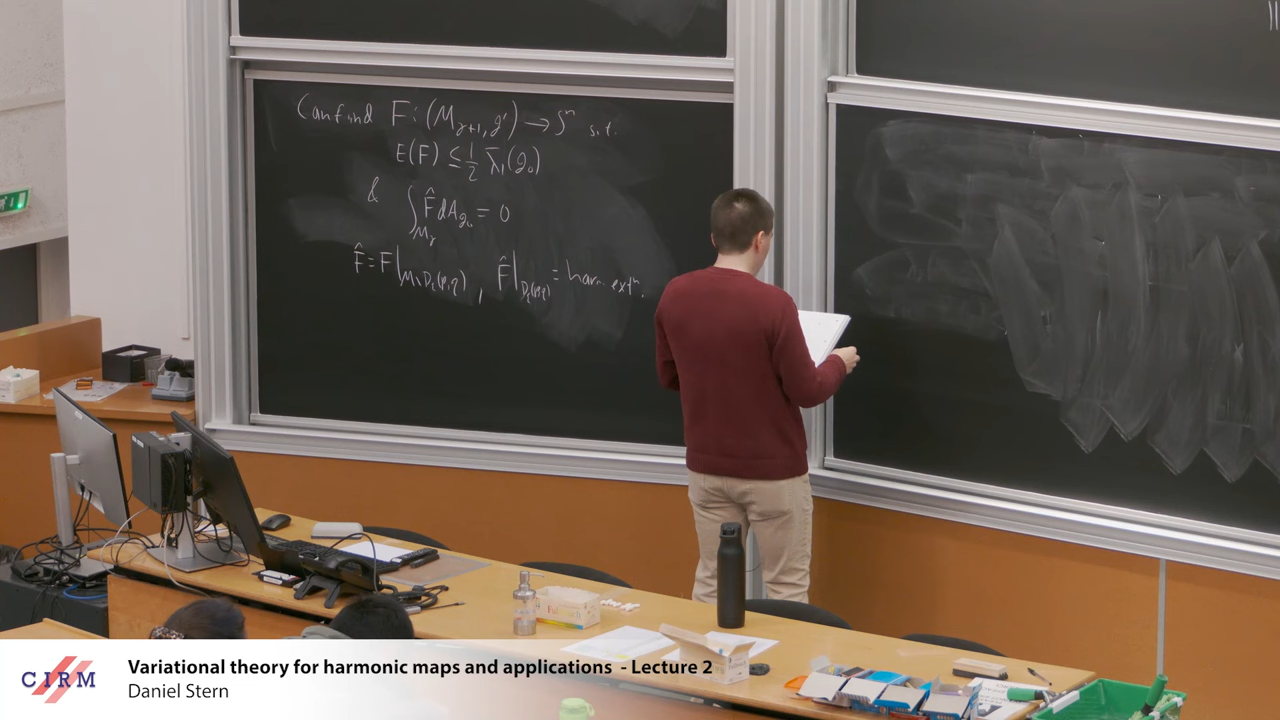 Can find F : (M_{γ+1}, g') → S^n s.t.
E(F) ≤ 1/2 λ̄_1(g_0)
& ∫_{M_γ} F̂ dA_{g_0} = 0
F̂ = F|_{M \ D_ε(p,q)} , F̂|_{D_ε(p,q)} = harm. ext^n.
CIRM
Variational theory for harmonic maps and applications - Lecture 2
Daniel Stern